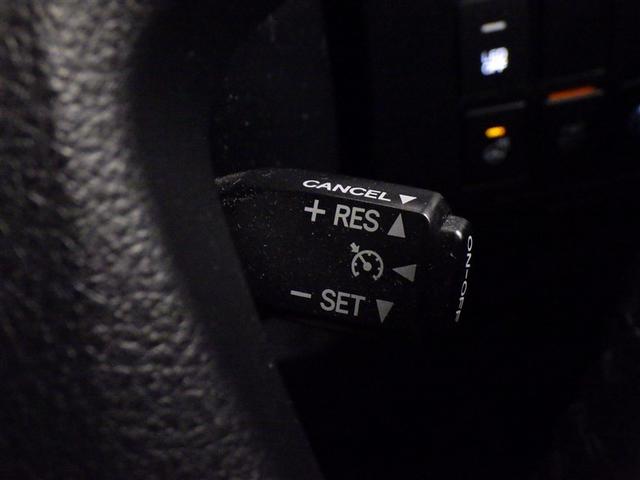 CANCEL ▼
+ RES ▲
- SET ▼
ON-OFF